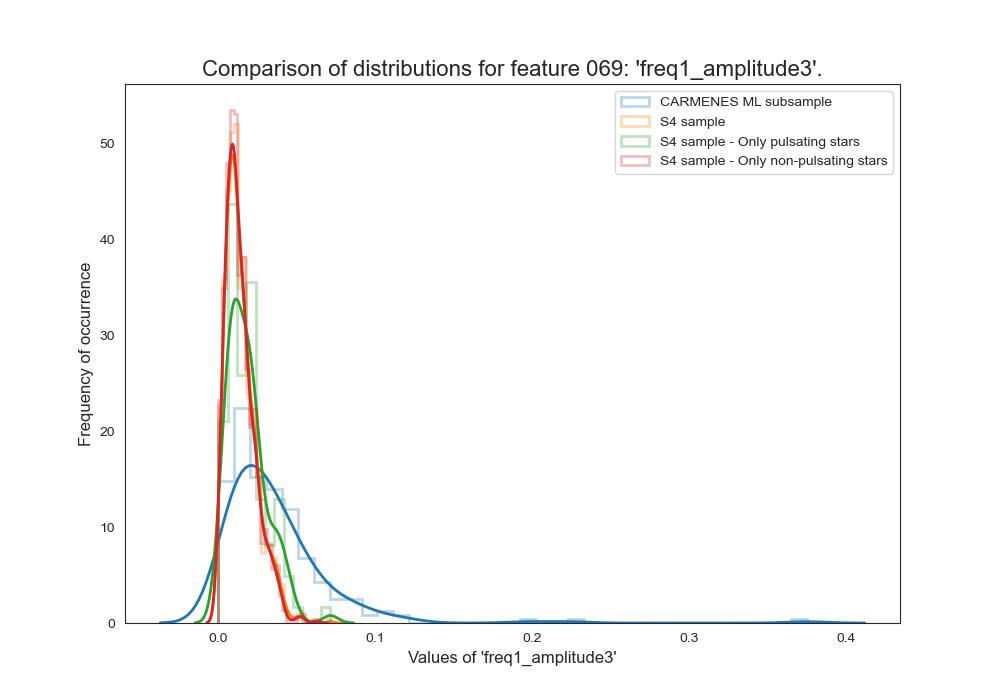 Comparison of distributions for feature 069: 'freq1_amplitude3'.
CARMENES ML subsample
S4 sample
S4 sample - Only pulsating stars
S4 sample - Only non-pulsating stars
Frequency of occurrence
50
40
30
20
10
0
0.0 0.1 0.2 0.3 0.4
Values of 'freq1_amplitude3'